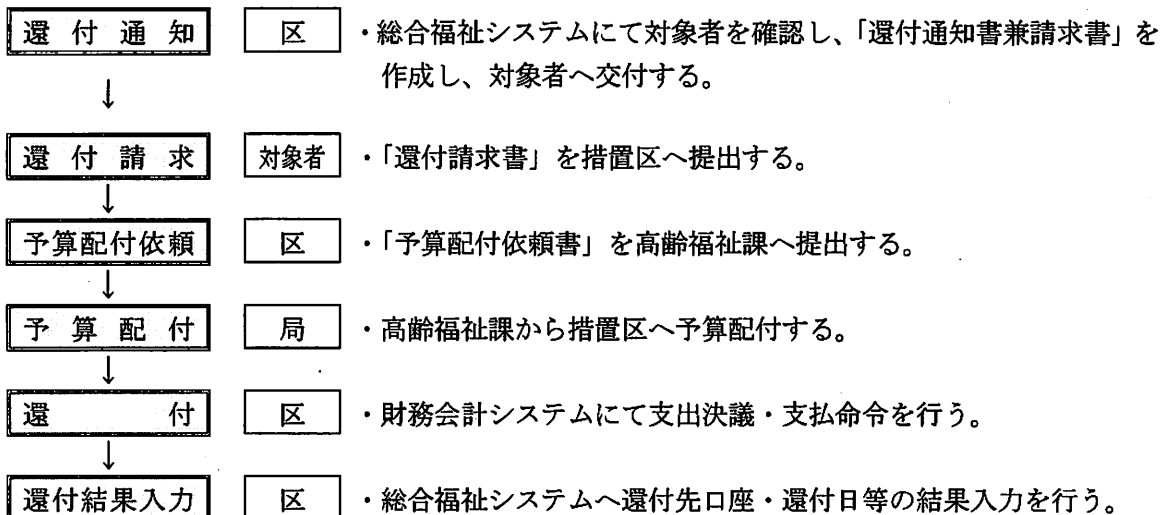 還付通知 区 ・総合福祉システムにて対象者を確認し、「還付通知書兼請求書」を
作成し、対象者へ交付する。
↓
還付請求 対象者 ・「還付請求書」を措置区へ提出する。
↓
予算配付依頼 区 ・「予算配付依頼書」を高齢福祉課へ提出する。
↓
予算配付 局 ・高齢福祉課から措置区へ予算配付する。
↓
還付 区 ・財務会計システムにて支出決議・支払命令を行う。
↓
還付結果入力 区 ・総合福祉システムへ還付先口座・還付日等の結果入力を行う。